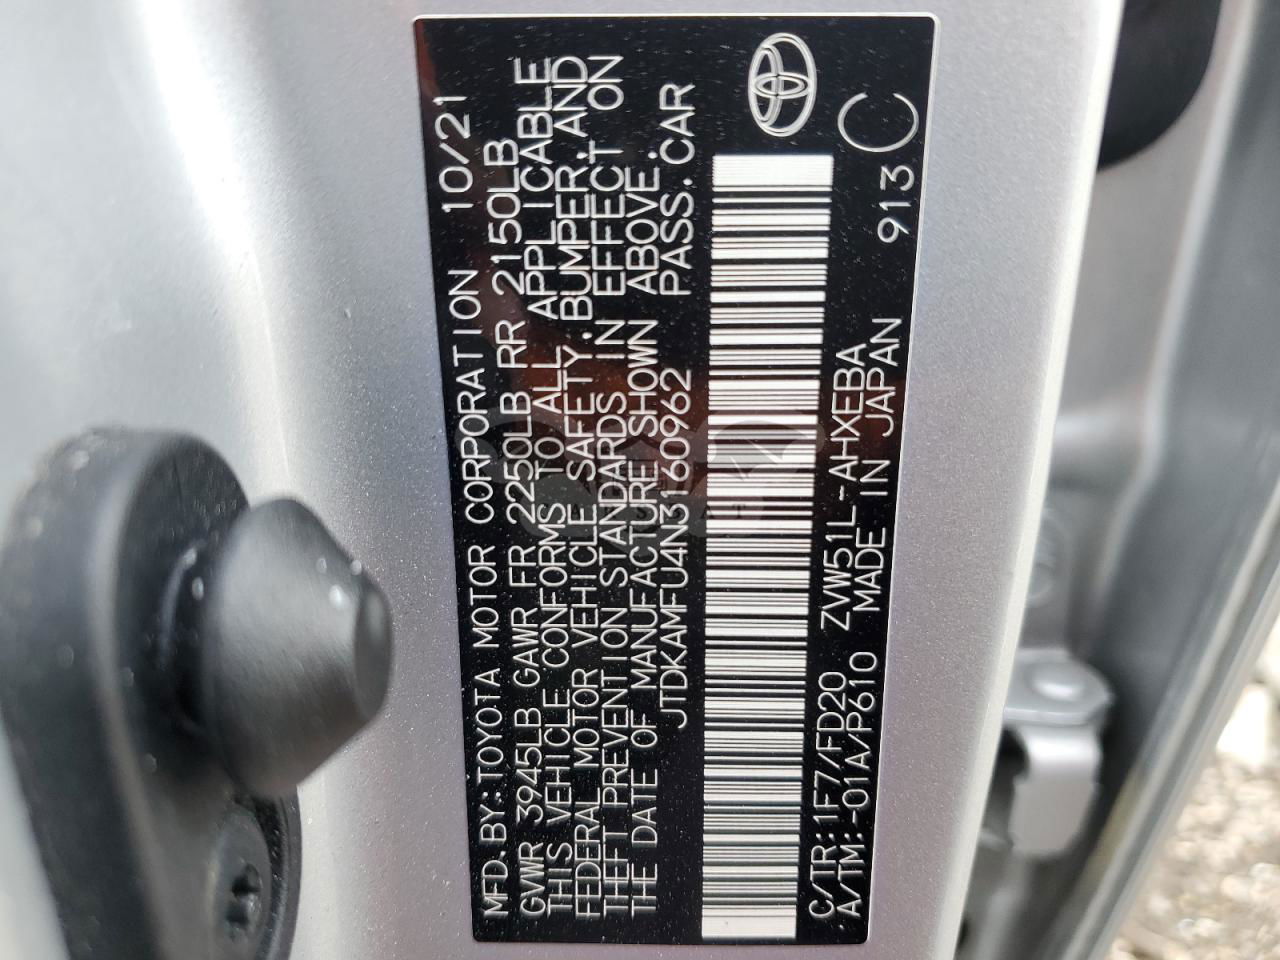 MFD.BY:TOYOTA MOTOR CORPORATION 10/21
GVWR 3945LB GAWR FR 2250LB RR 2150LB
THIS VEHICLE CONFORMS TO ALL APPLICABLE
FEDERAL MOTOR VEHICLE SAFETY,BUMPER,AND
THEFT PREVENTION STANDARDS IN EFFECT ON
THE DATE OF MANUFACTURE SHOWN ABOVE.
JTDKAMFU4N3160962 PASS.CAR
C/TR:1F7/FD20 ZVW51L-AHXEBA
A/TM:-01A/P610 MADE IN JAPAN 913 C